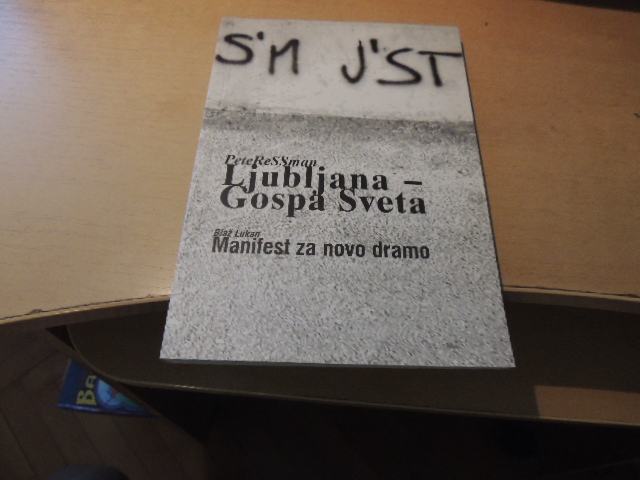 S'M J'ST
PeteReSSman
Ljubljana –
Gospa Sveta
Blaž Lukan
Manifest za novo dramo